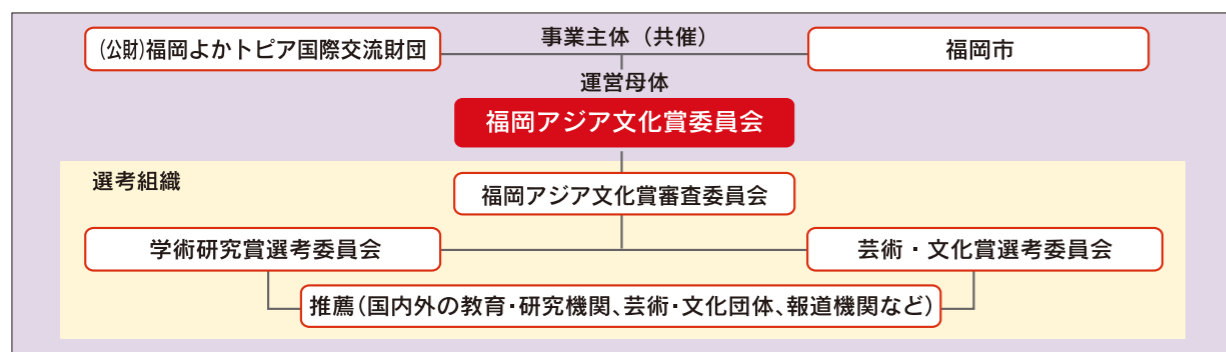 事業主体（共催）
(公財)福岡よかトピア国際交流財団
福岡市
運営母体
福岡アジア文化賞委員会
選考組織
福岡アジア文化賞審査委員会
学術研究賞選考委員会
芸術・文化賞選考委員会
推薦(国内外の教育・研究機関、芸術・文化団体、報道機関など)